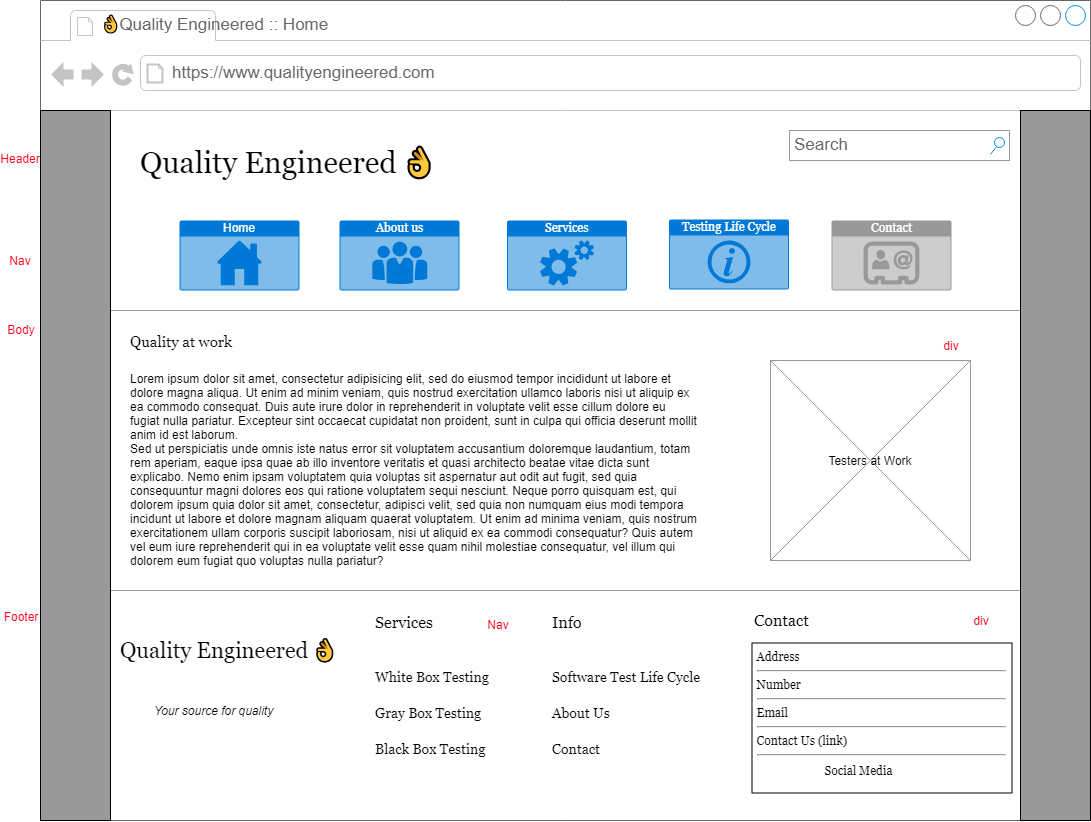 👌Quality Engineered :: Home
https://www.qualityengineered.com
Header
Quality Engineered 👌
Search
Nav
Home
About us
Services
Testing Life Cycle
Contact
@
i
Body
Quality at work
div
Lorem ipsum dolor sit amet, consectetur adipisicing elit, sed do eiusmod tempor incididunt ut labore et
dolore magna aliqua. Ut enim ad minim veniam, quis nostrud exercitation ullamco laboris nisi ut aliquip ex
ea commodo consequat. Duis aute irure dolor in reprehenderit in voluptate velit esse cillum dolore eu
fugiat nulla pariatur. Excepteur sint occaecat cupidatat non proident, sunt in culpa qui officia deserunt mollit
anim id est laborum.
Sed ut perspiciatis unde omnis iste natus error sit voluptatem accusantium doloremque laudantium, totam
rem aperiam, eaque ipsa quae ab illo inventore veritatis et quasi architecto beatae vitae dicta sunt
explicabo. Nemo enim ipsam voluptatem quia voluptas sit aspernatur aut odit aut fugit, sed quia
consequuntur magni dolores eos qui ratione voluptatem sequi nesciunt. Neque porro quisquam est, qui
dolorem ipsum quia dolor sit amet, consectetur, adipisci velit, sed quia non numquam eius modi tempora
incidunt ut labore et dolore magnam aliquam quaerat voluptatem. Ut enim ad minima veniam, quis nostrum
exercitationem ullam corporis suscipit laboriosam, nisi ut aliquid ex ea commodi consequatur? Quis autem
vel eum iure reprehenderit qui in ea voluptate velit esse quam nihil molestiae consequatur, vel illum qui
dolorem eum fugiat quo voluptas nulla pariatur?
Testers at Work
Footer
Quality Engineered 👌
Your source for quality
Services
Nav
White Box Testing
Gray Box Testing
Black Box Testing
Info
Software Test Life Cycle
About Us
Contact
Contact
div
Address
Number
Email
Contact Us (link)
Social Media